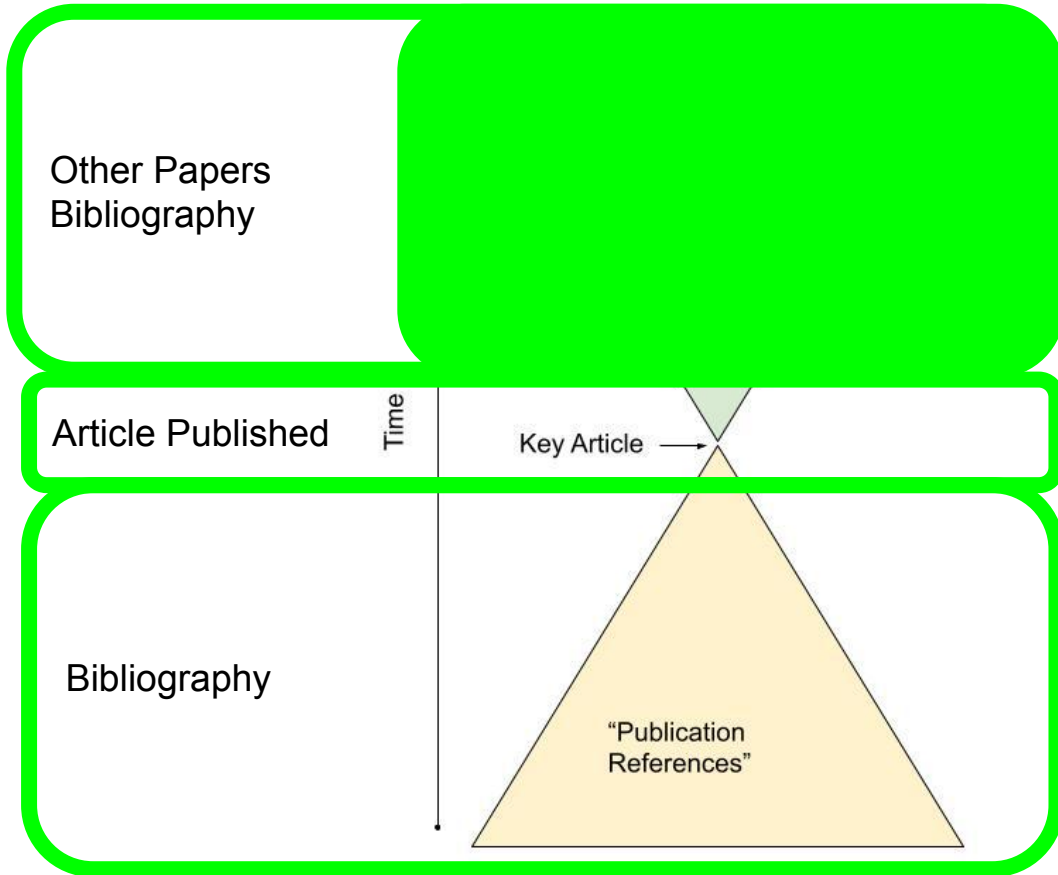 Other Papers
Bibliography
Article Published
Time
Key Article
Bibliography
“Publication
References”